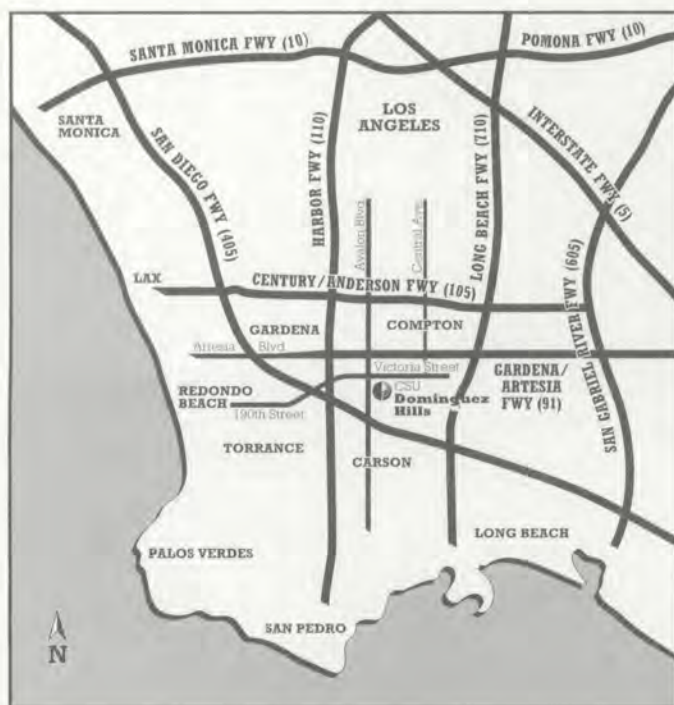 SANTA MONICA FWY (10)
POMONA FWY (10)
SANTA
MONICA
LOS
ANGELES
SAN DIEGO FWY (405)
HARBOR FWY (110)
LONG BEACH FWY (710)
INTERSTATE FWY (5)
Avalon Blvd
Central Ave
SAN GABRIEL RIVER FWY (605)
LAX
CENTURY/ANDERSON FWY (105)
GARDENA
COMPTON
Artesia Blvd
Victoria Street
GARDENA/
ARTESIA
FWY (91)
REDONDO
BEACH
190th Street
CSU
Dominguez
Hills
TORRANCE
CARSON
LONG BEACH
PALOS VERDES
SAN PEDRO
N